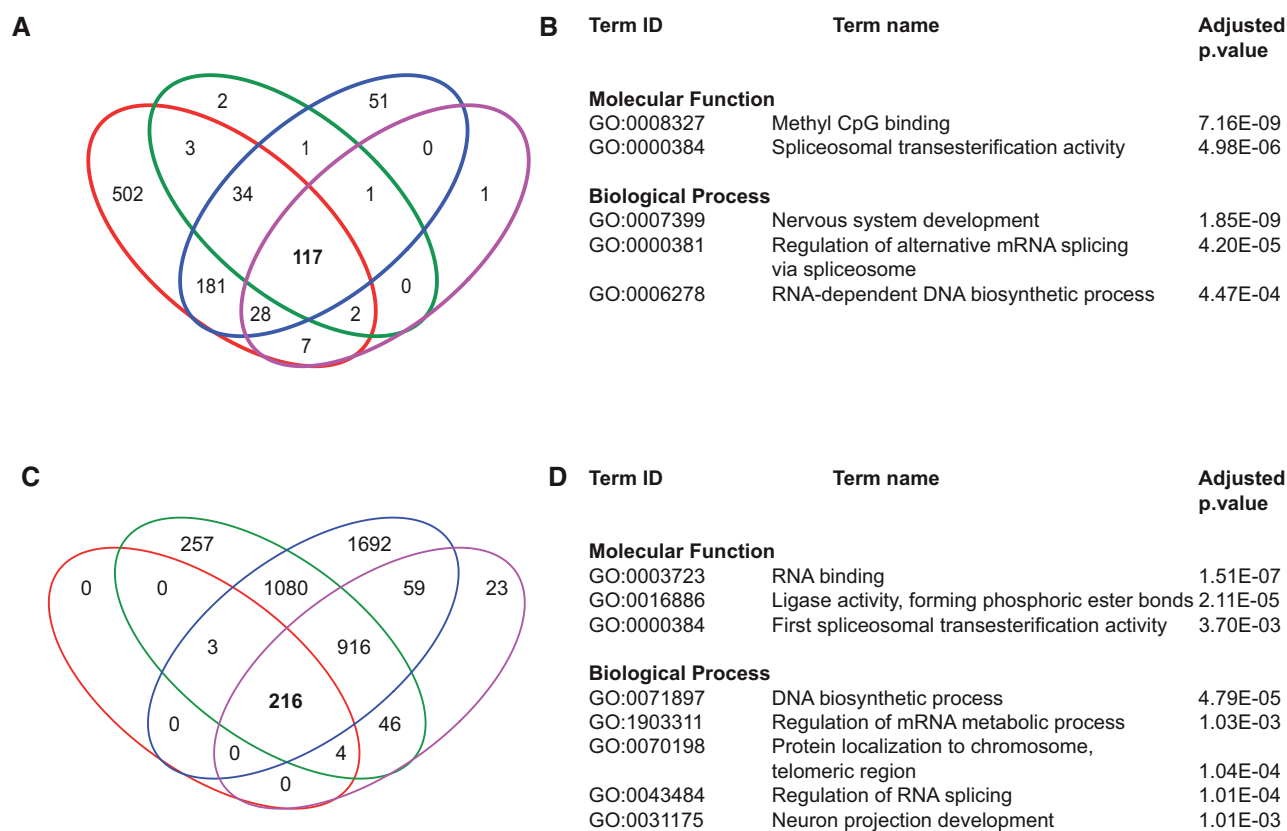 A
2
51
3
1
0
502
34
1
1
117
181
0
28
2
7
B Term ID Term name Adjusted
p.value
Molecular Function
GO:0008327 Methyl CpG binding 7.16E-09
GO:0000384 Spliceosomal transesterification activity 4.98E-06
Biological Process
GO:0007399 Nervous system development 1.85E-09
GO:0000381 Regulation of alternative mRNA splicing 4.20E-05
via spliceosome
GO:0006278 RNA-dependent DNA biosynthetic process 4.47E-04
C
257
1692
0
0
1080
59
23
3
916
216
0
46
0
4
0
D Term ID Term name Adjusted
p.value
Molecular Function
GO:0003723 RNA binding 1.51E-07
GO:0016886 Ligase activity, forming phosphoric ester bonds 2.11E-05
GO:0000384 First spliceosomal transesterification activity 3.70E-03
Biological Process
GO:0071897 DNA biosynthetic process 4.79E-05
GO:1903311 Regulation of mRNA metabolic process 1.03E-03
GO:0070198 Protein localization to chromosome,
telomeric region 1.04E-04
GO:0043484 Regulation of RNA splicing 1.01E-04
GO:0031175 Neuron projection development 1.01E-03